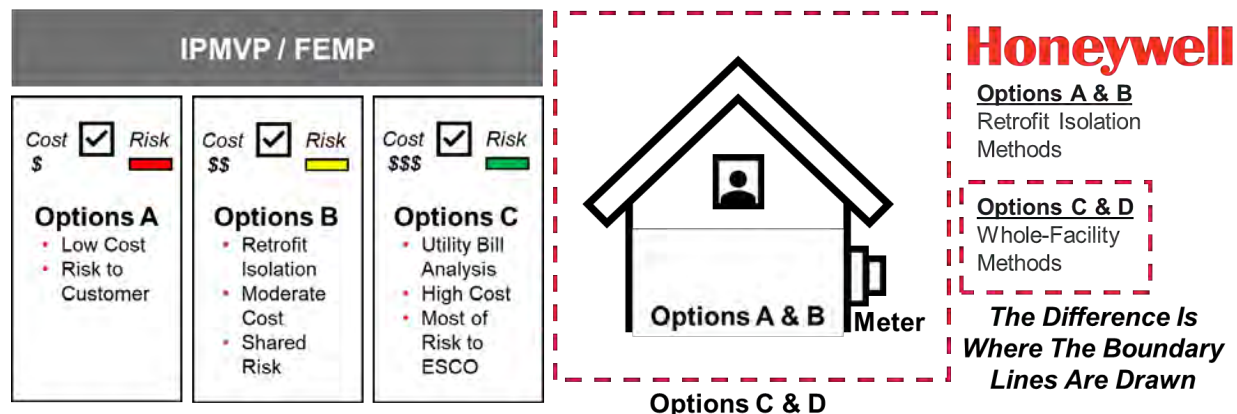 IPMVP / FEMP
Cost Risk
$
Options A
• Low Cost
• Risk to
Customer
Cost Risk
$$
Options B
• Retrofit
Isolation
• Moderate
Cost
• Shared
Risk
Cost Risk
$$$
Options C
• Utility Bill
Analysis
• High Cost
• Most of
Risk to
ESCO
Options A & B
Meter
Options C & D
Honeywell
Options A & B
Retrofit Isolation
Methods
Options C & D
Whole-Facility
Methods
The Difference Is
Where The Boundary
Lines Are Drawn